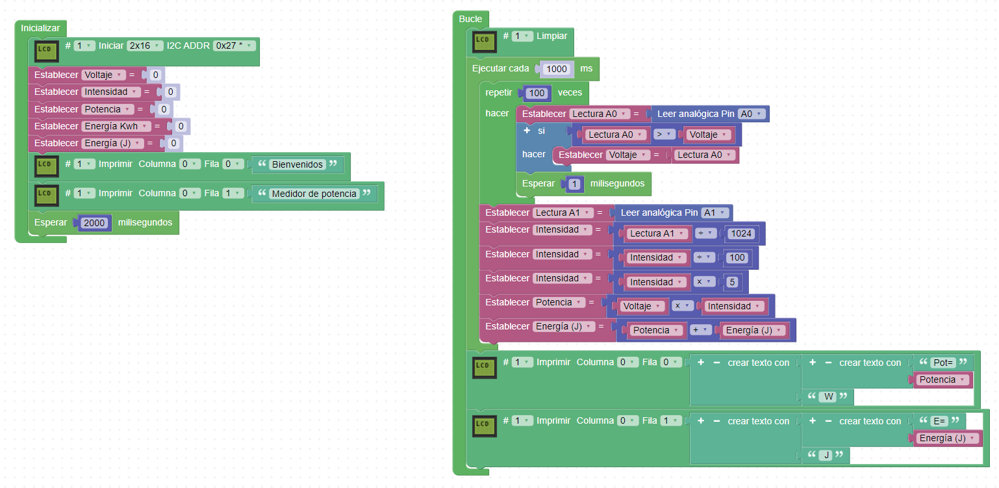 Inicializar
LCD # 1 Iniciar 2x16 I2C ADDR 0x27 *
Establecer Voltaje = 0
Establecer Intensidad = 0
Establecer Potencia = 0
Establecer Energía Kwh = 0
Establecer Energía (J) = 0
LCD # 1 Imprimir Columna 0 Fila 0 “ Bienvenidos ”
LCD # 1 Imprimir Columna 0 Fila 1 “ Medidor de potencia ”
Esperar 2000 milisegundos
Bucle
LCD # 1 Limpiar
Ejecutar cada 1000 ms
repetir 100 veces
hacer Establecer Lectura A0 = Leer analógica Pin A0
+ si Lectura A0 > Voltaje
hacer Establecer Voltaje = Lectura A0
Esperar 1 milisegundos
Establecer Lectura A1 = Leer analógica Pin A1
Establecer Intensidad = Lectura A1 ÷ 1024
Establecer Intensidad = Intensidad ÷ 100
Establecer Intensidad = Intensidad × 5
Establecer Potencia = Voltaje × Intensidad
Establecer Energía (J) = Potencia + Energía (J)
LCD # 1 Imprimir Columna 0 Fila 0 + − crear texto con + − crear texto con “ Pot= ”
Potencia
“ W ”
LCD # 1 Imprimir Columna 0 Fila 1 + − crear texto con + − crear texto con “ E= ”
Energía (J)
“ J ”